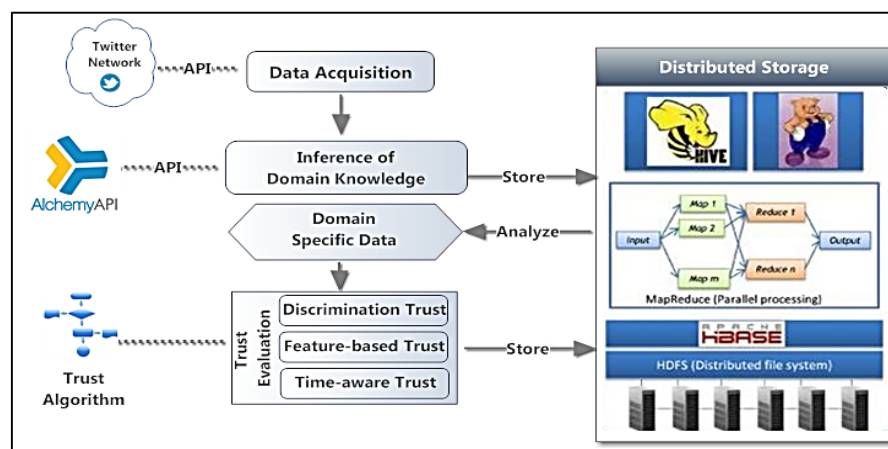 Twitter
Network
API
Data Acquisition
AlchemyAPI
API
Inference of
Domain Knowledge
Store
Domain
Specific Data
Analyze
Trust
Algorithm
Trust
Evaluation
Discrimination Trust
Feature-based Trust
Time-aware Trust
Store
Distributed Storage
HIVE
Input
Map 1
Map 2
Map m
Reduce 1
Reduce n
Output
MapReduce (Parallel processing)
APACHE
HBASE
HDFS (Distributed file system)